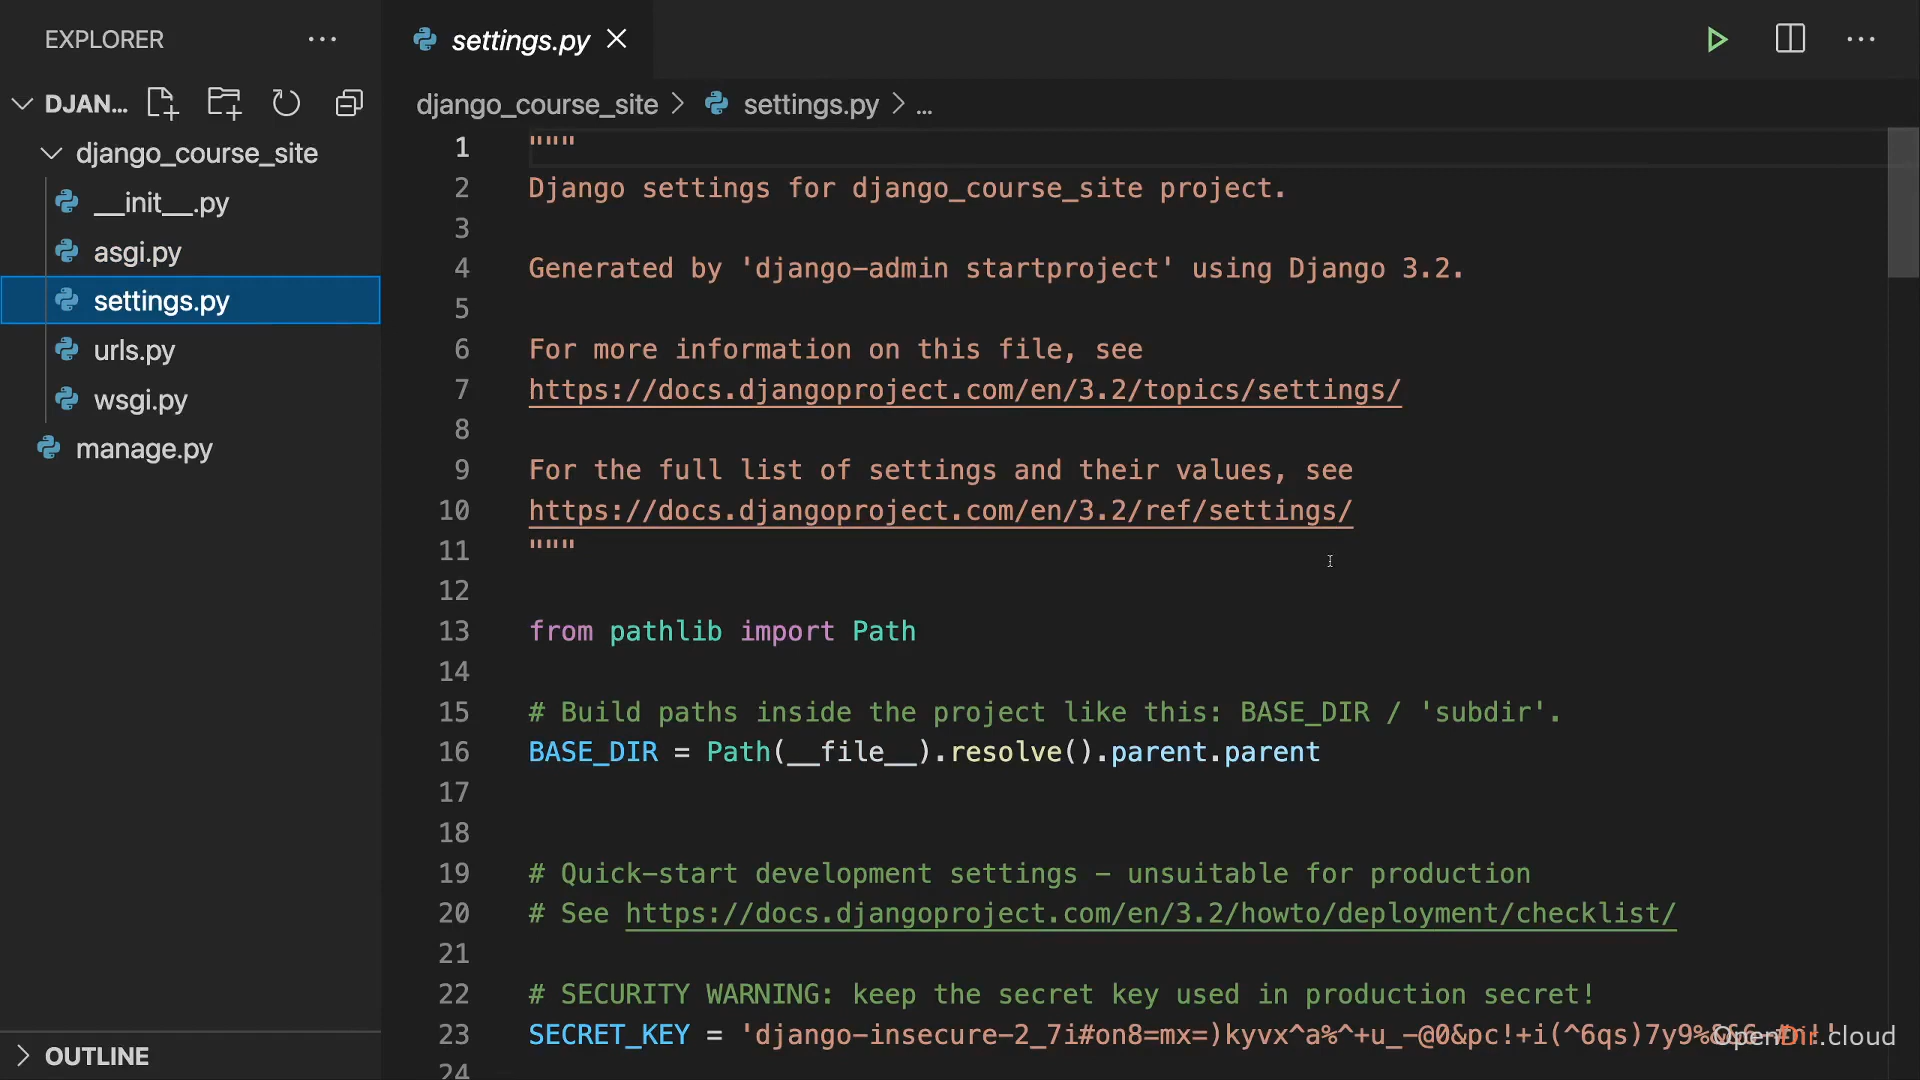 EXPLORER
DJAN...
django_course_site
__init__.py
asgi.py
settings.py
urls.py
wsgi.py
manage.py
OUTLINE
settings.py
django_course_site > settings.py > ...
1 """
2 Django settings for django_course_site project.
3
4 Generated by 'django-admin startproject' using Django 3.2.
5
6 For more information on this file, see
7 https://docs.djangoproject.com/en/3.2/topics/settings/
8
9 For the full list of settings and their values, see
10 https://docs.djangoproject.com/en/3.2/ref/settings/
11 """
12
13 from pathlib import Path
14
15 # Build paths inside the project like this: BASE_DIR / 'subdir'.
16 BASE_DIR = Path(__file__).resolve().parent.parent
17
18
19 # Quick-start development settings - unsuitable for production
20 # See https://docs.djangoproject.com/en/3.2/howto/deployment/checklist/
21
22 # SECURITY WARNING: keep the secret key used in production secret!
23 SECRET_KEY = 'django-insecure-2_7i#on8=mx=)kyvx^a%^+u_-@0&pc!+i(^6qs)7y9%
24
OpenDir.cloud